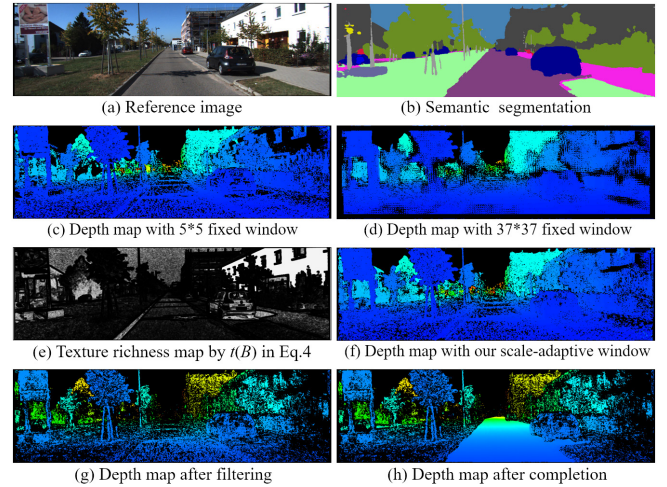 (a) Reference image
(b) Semantic segmentation
(c) Depth map with 5*5 fixed window
(d) Depth map with 37*37 fixed window
(e) Texture richness map by t(B) in Eq.4
(f) Depth map with our scale-adaptive window
(g) Depth map after filtering
(h) Depth map after completion